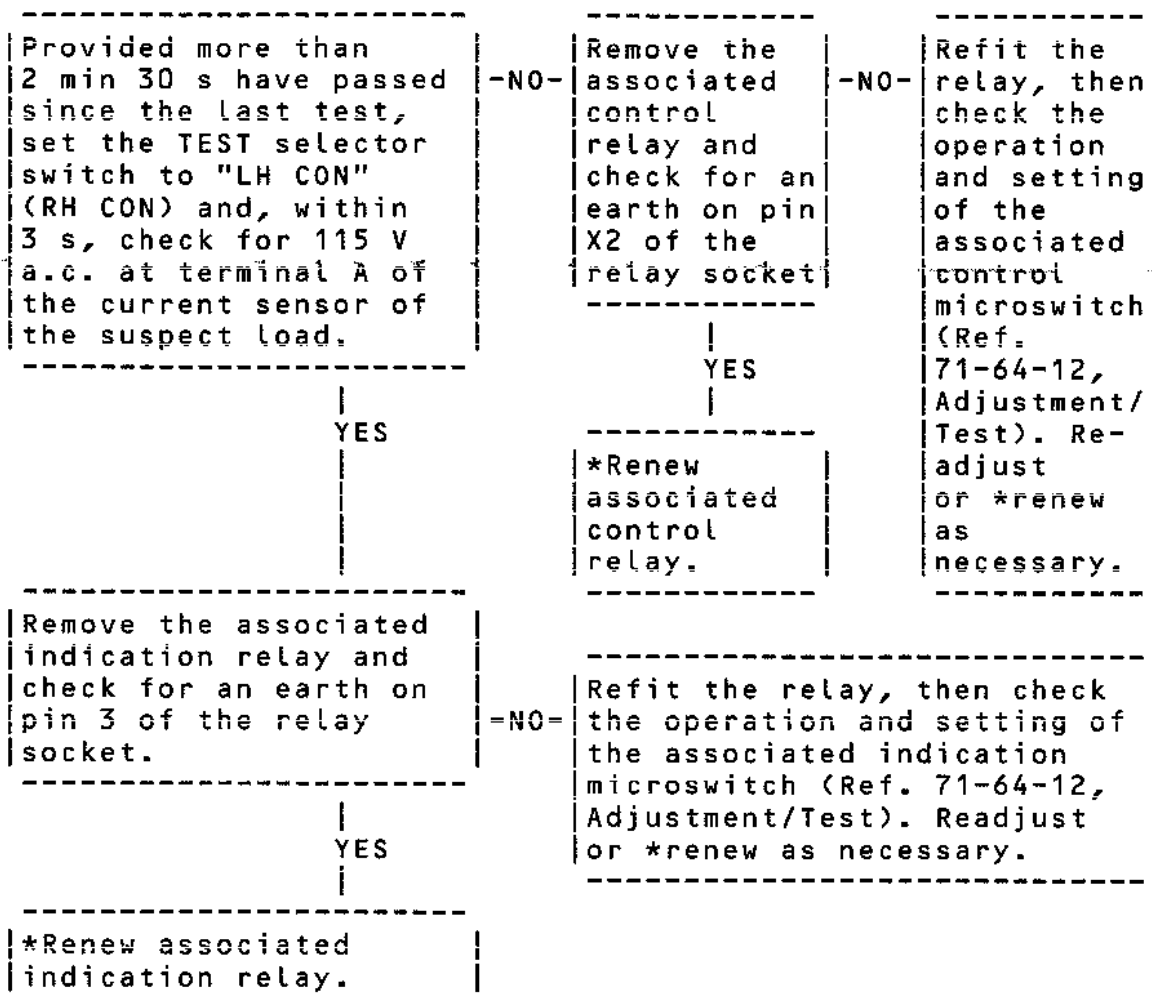 Provided more than
2 min 30 s have passed
since the last test,
set the TEST selector
switch to "LH CON"
(RH CON) and, within
3 s, check for 115 V
a.c. at terminal A of
the current sensor of
the suspect load.
-NO-
Remove the
associated
control
relay and
check for an
earth on pin
X2 of the
relay socket
-NO-
Refit the
relay, then
check the
operation
and setting
of the
associated
control
microswitch
(Ref.
71-64-12,
Adjustment/
Test). Re-
adjust
or *renew
as
necessary.
YES
*Renew
associated
control
relay.
YES
Remove the associated
indication relay and
check for an earth on
pin 3 of the relay
socket.
=NO=
Refit the relay, then check
the operation and setting of
the associated indication
microswitch (Ref. 71-64-12,
Adjustment/Test). Readjust
or *renew as necessary.
YES
*Renew associated
indication relay.